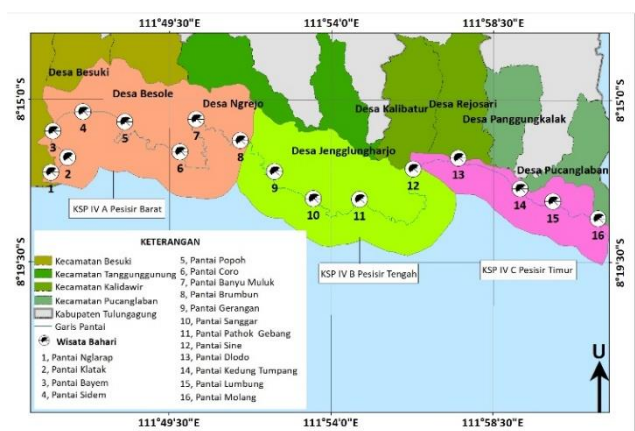 111°49'30"E 111°54'0"E 111°58'30"E
8°15'0"S
8°15'0"S
Desa Besuki
Desa Besole
Desa Ngrejo
Desa Kalibatur
Desa Rejosari
Desa Panggungkalak
Desa Jengglungharjo
Desa Pucanglaban
1
2
3
4
5
6
7
8
9
10
11
12
13
14
15
16
KSP IV A Pesisir Barat
KSP IV B Pesisir Tengah
KSP IV C Pesisir Timur
8°19'30"S
8°19'30"S
KETERANGAN
Kecamatan Besuki
Kecamatan Tanggunggunung
Kecamatan Kalidawir
Kecamatan Pucanglaban
Kabupaten Tulungagung
Garis Pantai
Wisata Bahari
1, Pantai Nglarap
2, Pantai Klatak
3, Pantai Bayem
4, Pantai Sidem
5, Pantai Popoh
6, Pantai Coro
7, Pantai Banyu Muluk
8, Pantai Brumbun
9, Pantai Gerangan
10, Pantai Sanggar
11, Pantai Pathok Gebang
12, Pantai Sine
13, Pantai Dlodo
14, Pantai Kedung Tumpang
15, Pantai Lumbung
16, Pantai Molang
U
111°49'30"E 111°54'0"E 111°58'30"E